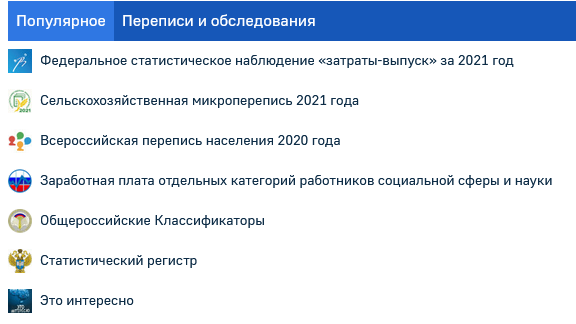 Популярное Переписи и обследования
Федеральное статистическое наблюдение «затраты-выпуск» за 2021 год
Сельскохозяйственная микроперепись 2021 года
Всероссийская перепись населения 2020 года
Заработная плата отдельных категорий работников социальной сферы и науки
Общероссийские Классификаторы
Статистический регистр
Это интересно